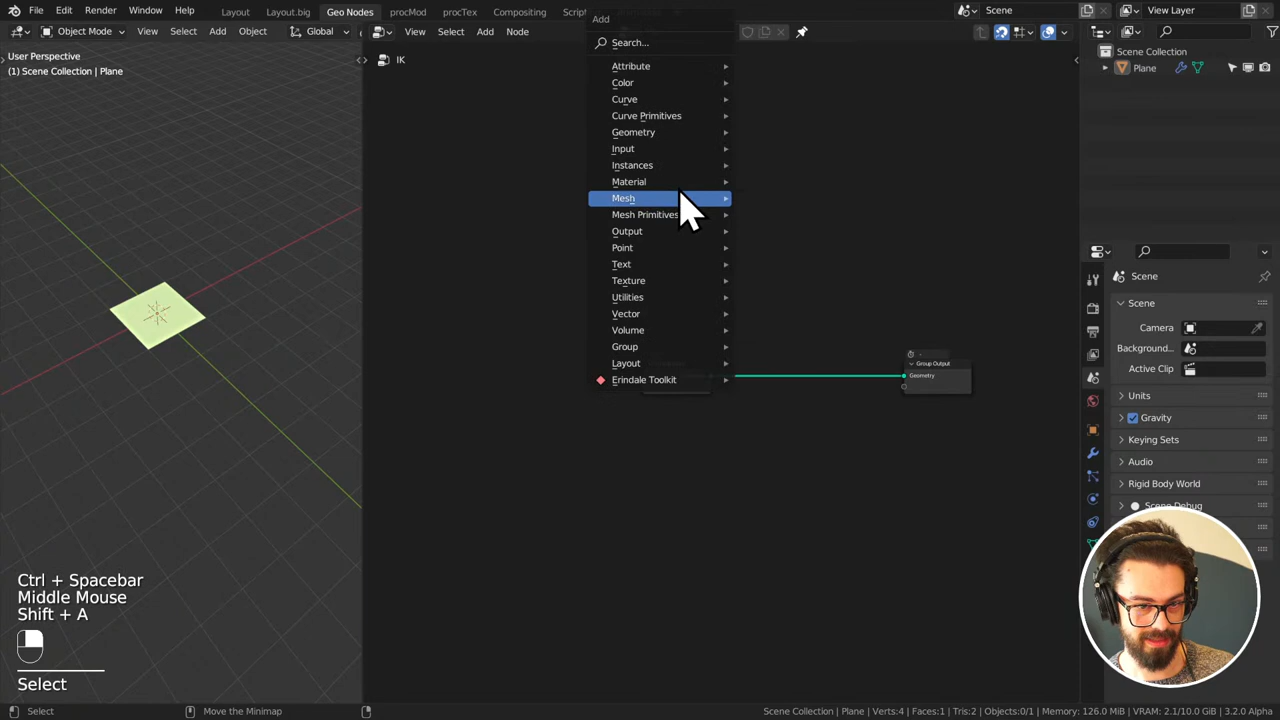 File Edit Render Window Help
Layout Layout.big Geo Nodes procMod procTex Compositing
Scene
View Layer
Object Mode View Select Add Object Global
View Select Add Node
User Perspective
(1) Scene Collection | Plane
IK
Add
Search...
Attribute
Color
Curve
Curve Primitives
Geometry
Input
Instances
Material
Mesh
Mesh Primitives
Output
Point
Text
Texture
Utilities
Vector
Volume
Group
Layout
Erindale Toolkit
Group Output
Geometry
Scene Collection
Plane
Scene
Scene
Camera
Background...
Active Clip
Units
Gravity
Keying Sets
Audio
Rigid Body World
Ctrl + Spacebar
Middle Mouse
Shift + A
Select
Select
Move the Minimap
Scene Collection | Plane | Verts:4 | Faces:1 | Tris:2 | Objects:0/1 | Memory: 126.0 MiB | VRAM: 2.1/10.0 GiB | 3.2.0 Alpha